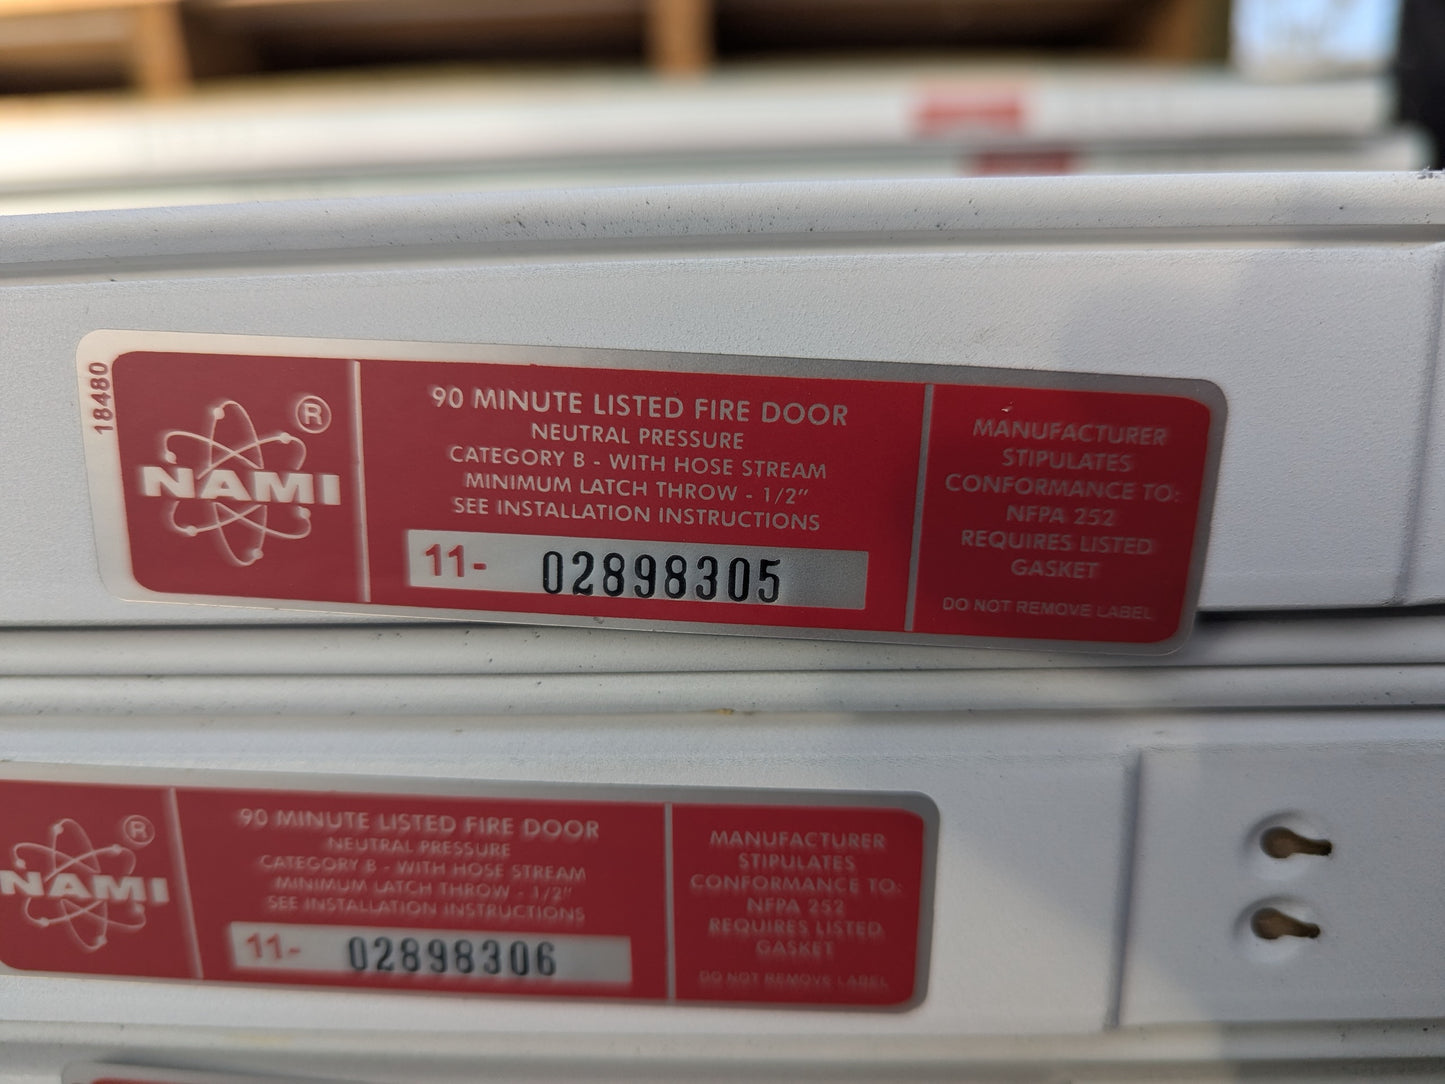 18480
NAMI®
90 MINUTE LISTED FIRE DOOR
NEUTRAL PRESSURE
CATEGORY B - WITH HOSE STREAM
MINIMUM LATCH THROW - 1/2"
SEE INSTALLATION INSTRUCTIONS
11- 02898305
MANUFACTURER
STIPULATES
CONFORMANCE TO:
NFPA 252
REQUIRES LISTED
GASKET
DO NOT REMOVE LABEL
NAMI®
90 MINUTE LISTED FIRE DOOR
NEUTRAL PRESSURE
CATEGORY B - WITH HOSE STREAM
MINIMUM LATCH THROW - 1/2"
SEE INSTALLATION INSTRUCTIONS
11- 02898306
MANUFACTURER
STIPULATES
CONFORMANCE TO:
NFPA 252
REQUIRES LISTED
GASKET
DO NOT REMOVE LABEL